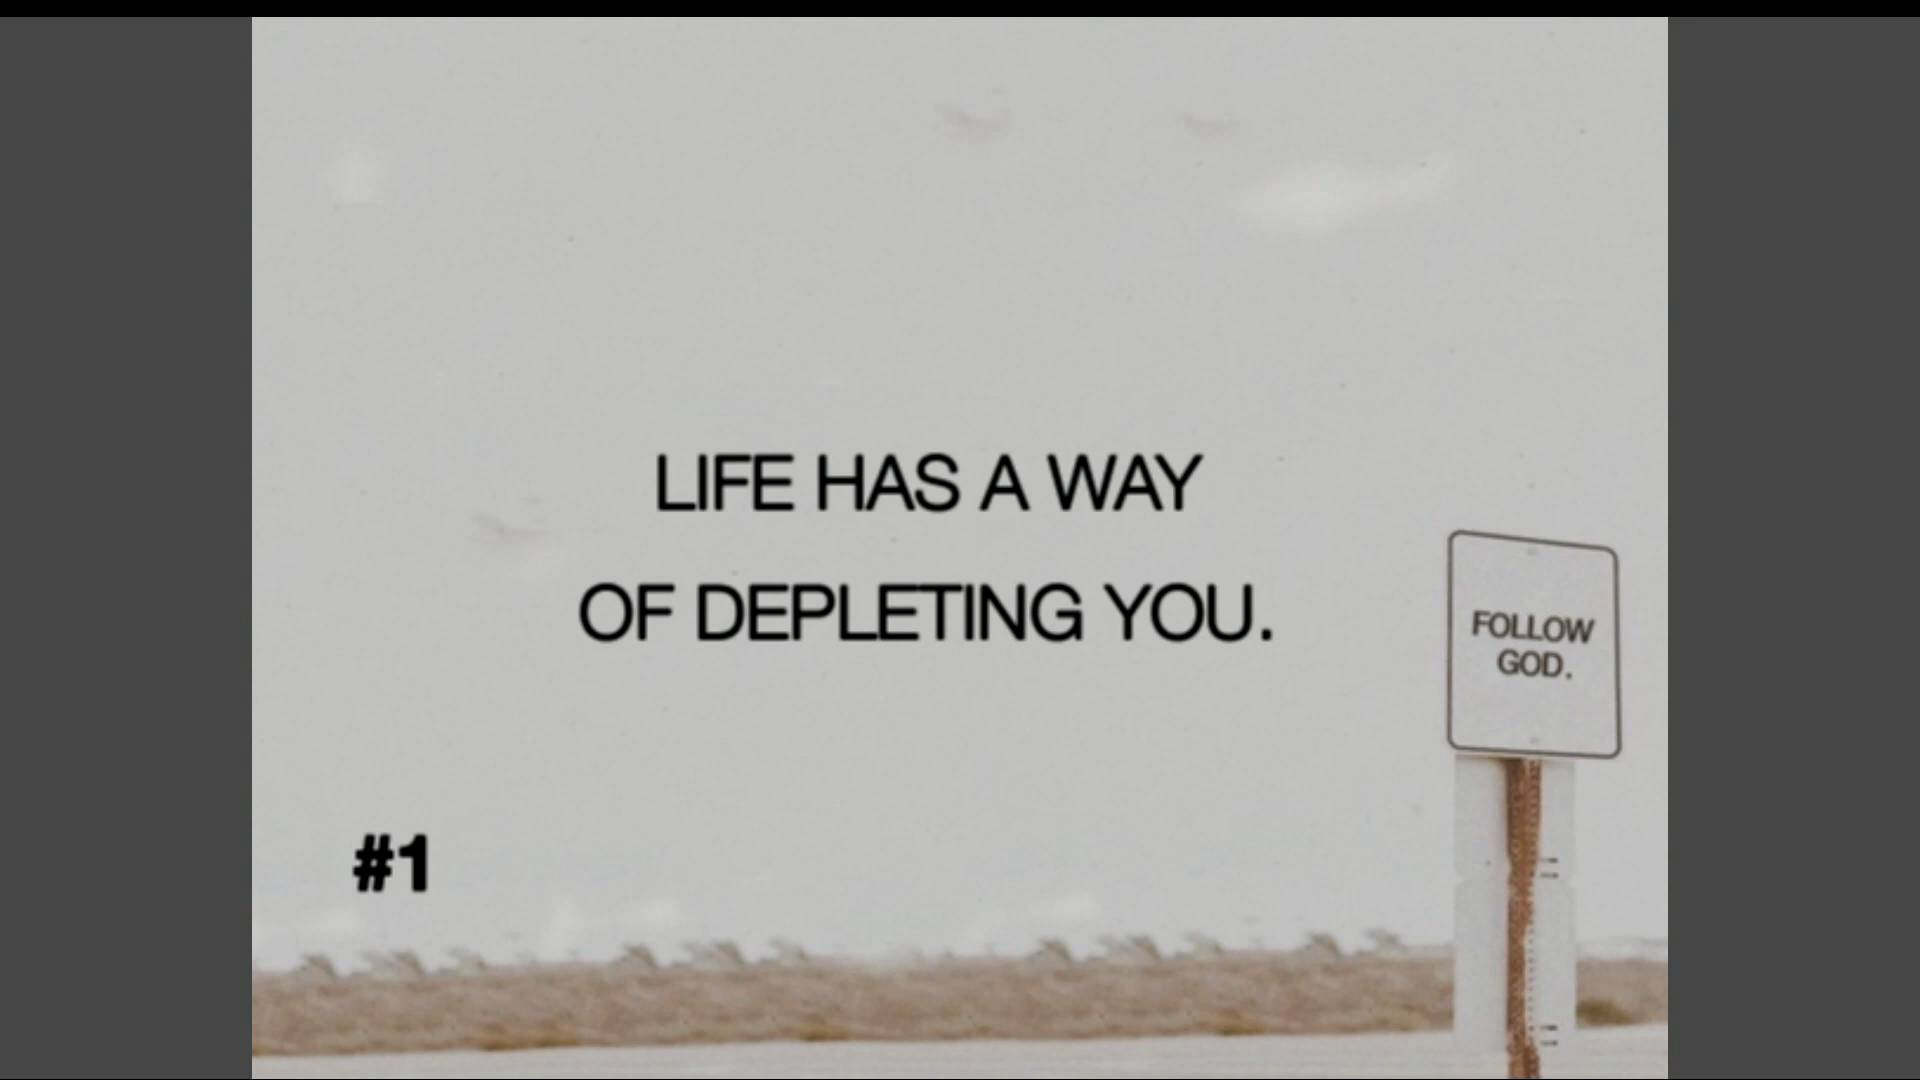 LIFE HAS A WAY
OF DEPLETING YOU.
FOLLOW
GOD.
#1